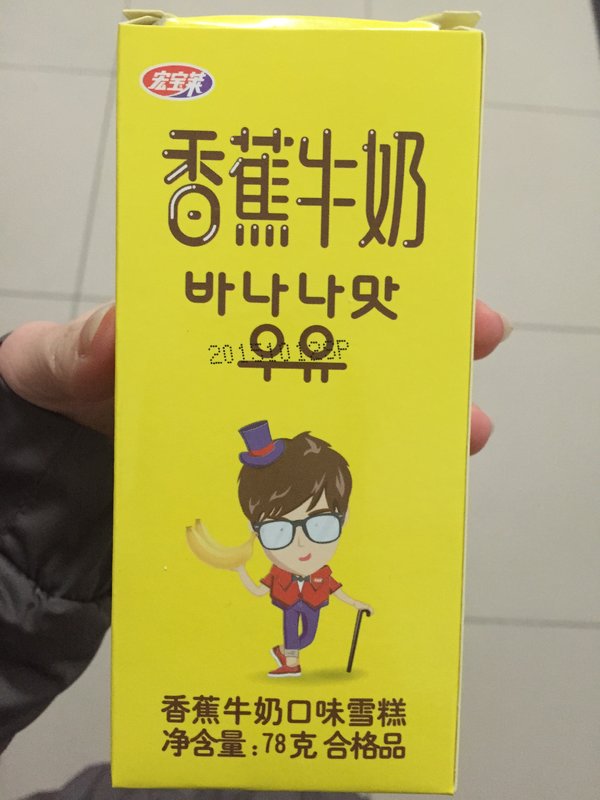 宏宝莱
香蕉牛奶
바나나맛
우유
香蕉牛奶口味雪糕
净含量:78克 合格品